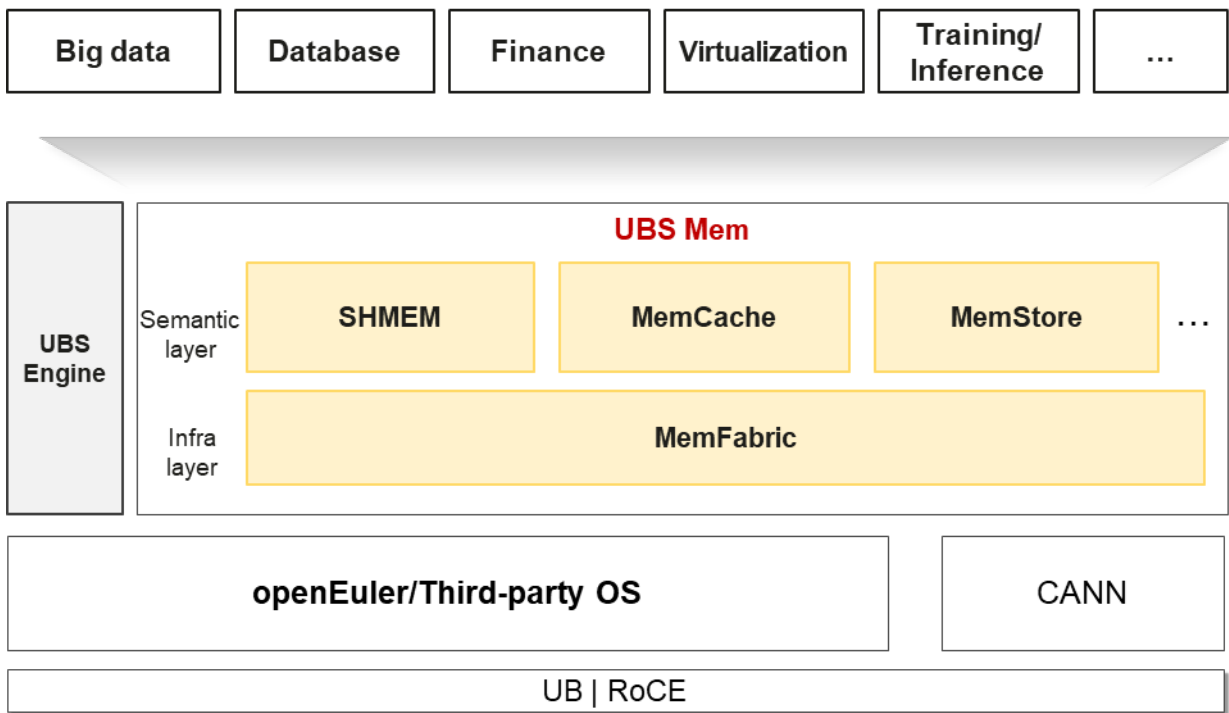 Big data
Database
Finance
Virtualization
Training/
Inference
...
UBS
Engine
UBS Mem
Semantic
layer
SHMEM
MemCache
MemStore
...
Infra
layer
MemFabric
openEuler/Third-party OS
CANN
UB | RoCE